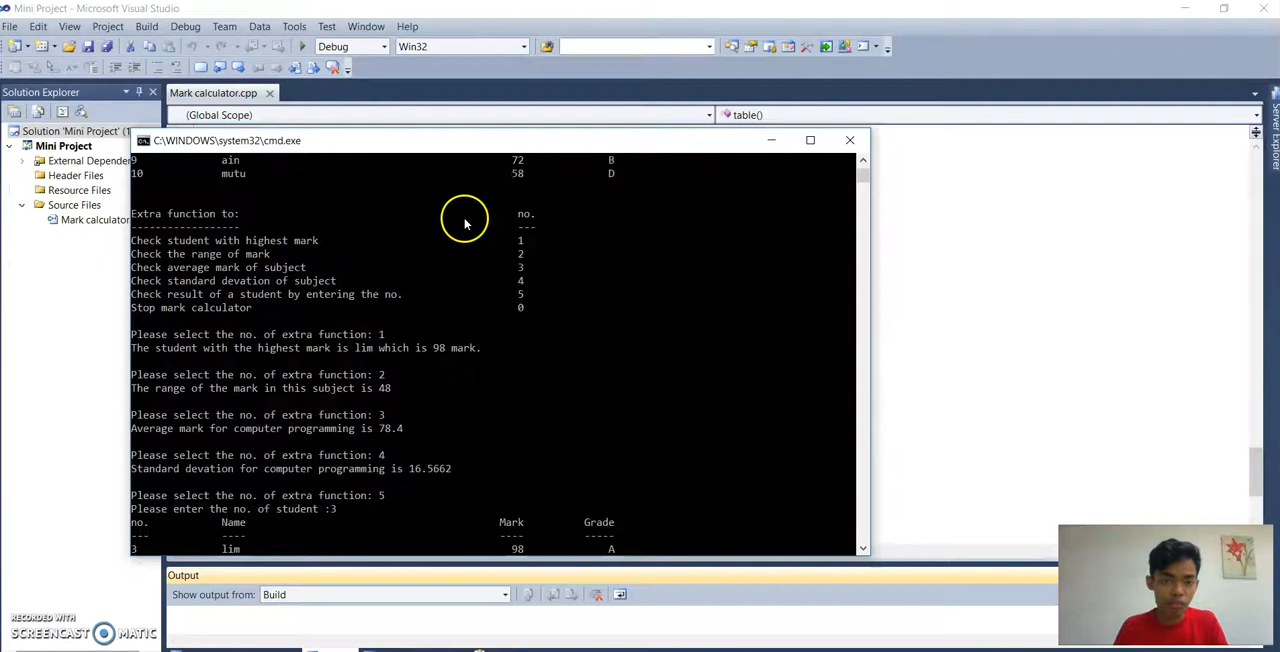 Mini Project - Microsoft Visual Studio
File Edit View Project Build Debug Team Data Tools Test Window Help
Debug Win32
Solution Explorer
Mark calculator.cpp
(Global Scope) table()
Server Explorer
Solution 'Mini Project' (1
Mini Project
External Depender
Header Files
Resource Files
Source Files
Mark calculator
C:\WINDOWS\system32\cmd.exe
9 ain 72 B
10 mutu 58 D
Extra function to: no.
----------------- ---
Check student with highest mark 1
Check the range of mark 2
Check average mark of subject 3
Check standard devation of subject 4
Check result of a student by entering the no. 5
Stop mark calculator 0
Please select the no. of extra function: 1
The student with the highest mark is lim which is 98 mark.
Please select the no. of extra function: 2
The range of the mark in this subject is 48
Please select the no. of extra function: 3
Average mark for computer programming is 78.4
Please select the no. of extra function: 4
Standard devation for computer programming is 16.5662
Please select the no. of extra function: 5
Please enter the no. of student :3
no. Name Mark Grade
--- ---- ---- -----
3 lim 98 A
Output
Show output from: Build
RECORDED WITH
SCREENCAST MATIC